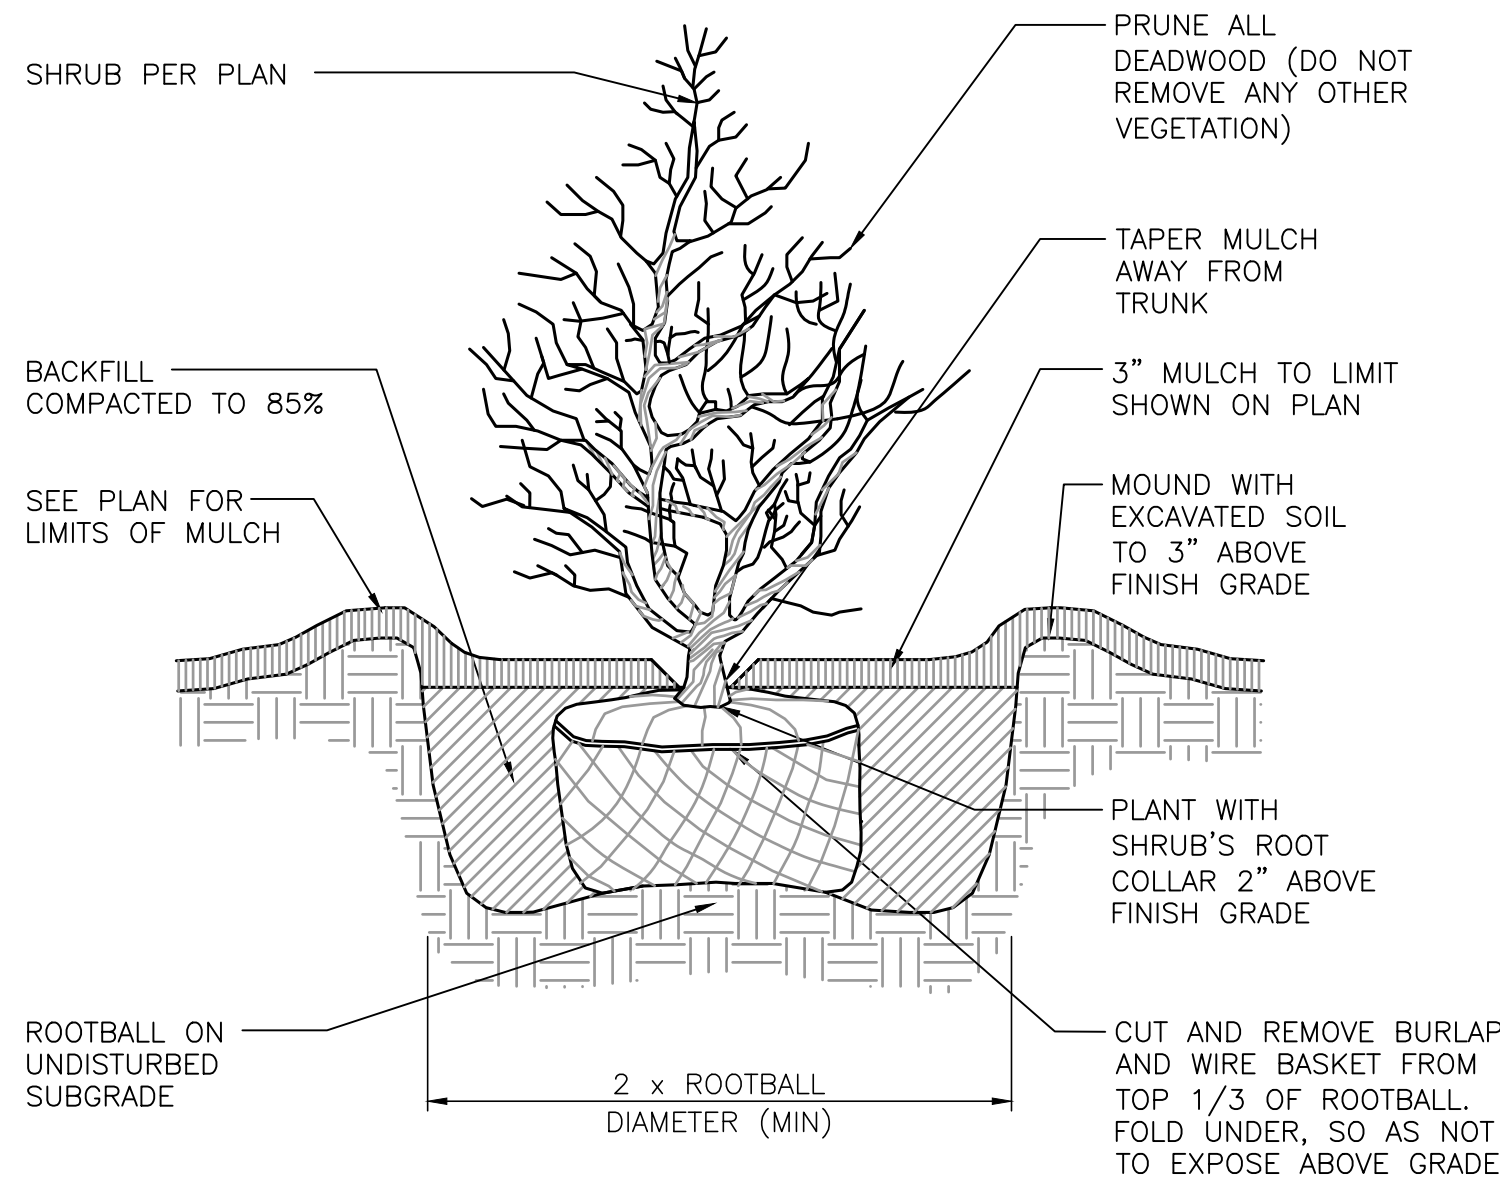 SHRUB PER PLAN
PRUNE ALL
DEADWOOD (DO NOT
REMOVE ANY OTHER
VEGETATION)
TAPER MULCH
AWAY FROM
TRUNK
BACKFILL
COMPACTED TO 85%
3" MULCH TO LIMIT
SHOWN ON PLAN
SEE PLAN FOR
LIMITS OF MULCH
MOUND WITH
EXCAVATED SOIL
TO 3" ABOVE
FINISH GRADE
PLANT WITH
SHRUB'S ROOT
COLLAR 2" ABOVE
FINISH GRADE
ROOTBALL ON
UNDISTURBED
SUBGRADE
2 x ROOTBALL
DIAMETER (MIN)
CUT AND REMOVE BURLAP
AND WIRE BASKET FROM
TOP 1/3 OF ROOTBALL.
FOLD UNDER, SO AS NOT
TO EXPOSE ABOVE GRADE